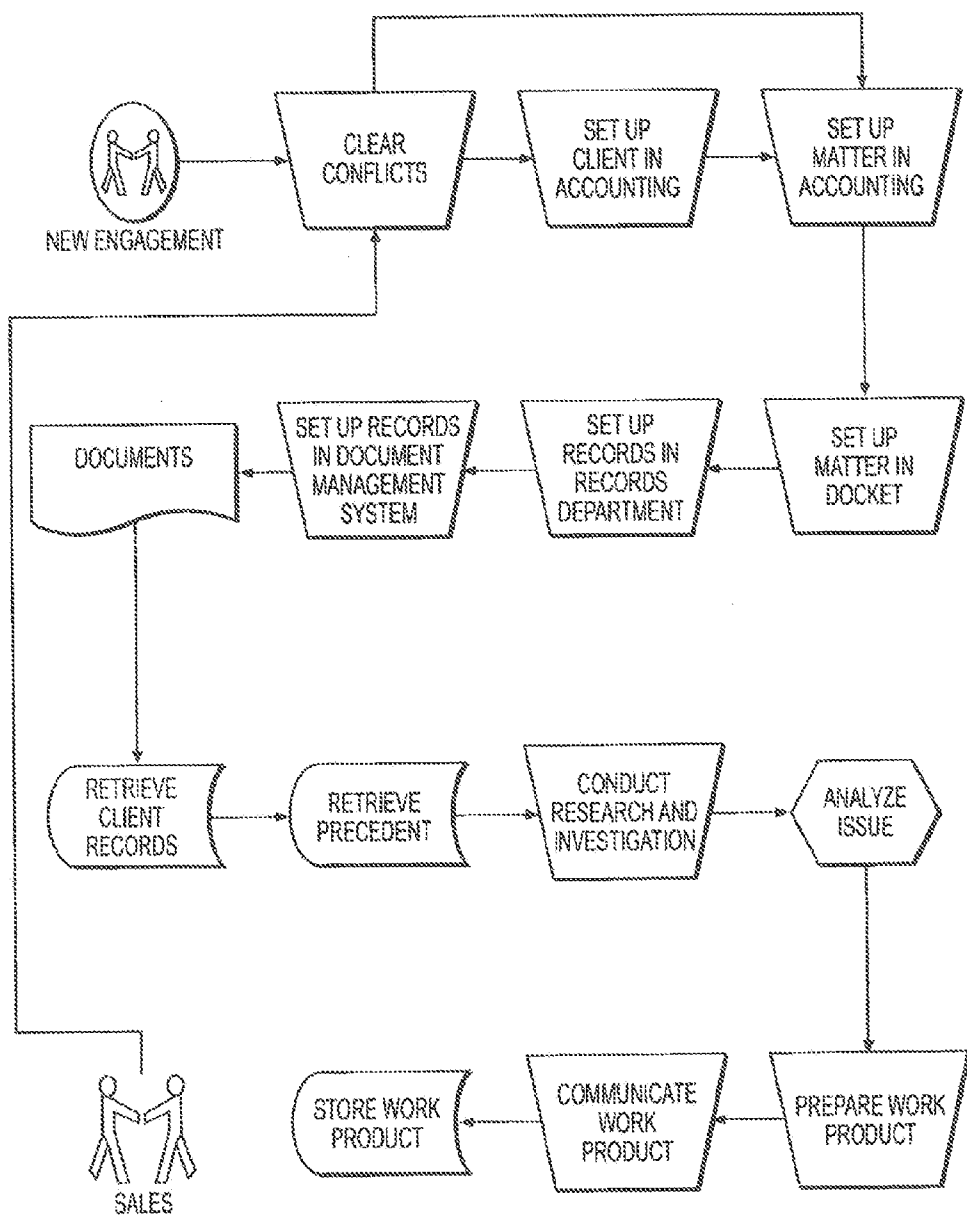 CLEAR
CONFLICTS
SET UP
CLIENT IN
ACCOUNTING
SET UP
MATTER IN
ACCOUNTING
NEW ENGAGEMENT
DOCUMENTS
SET UP RECORDS
IN DOCUMENT
MANAGEMENT
SYSTEM
SET UP
RECORDS IN
RECORDS
DEPARTMENT
SET UP
MATTER IN
DOCKET
RETRIEVE
CLIENT
RECORDS
RETRIEVE
PRECEDENT
CONDUCT
RESEARCH AND
INVESTIGATION
ANALYZE
ISSUE
SALES
STORE WORK
PRODUCT
COMMUNICATE
WORK
PRODUCT
PREPARE WORK
PRODUCT